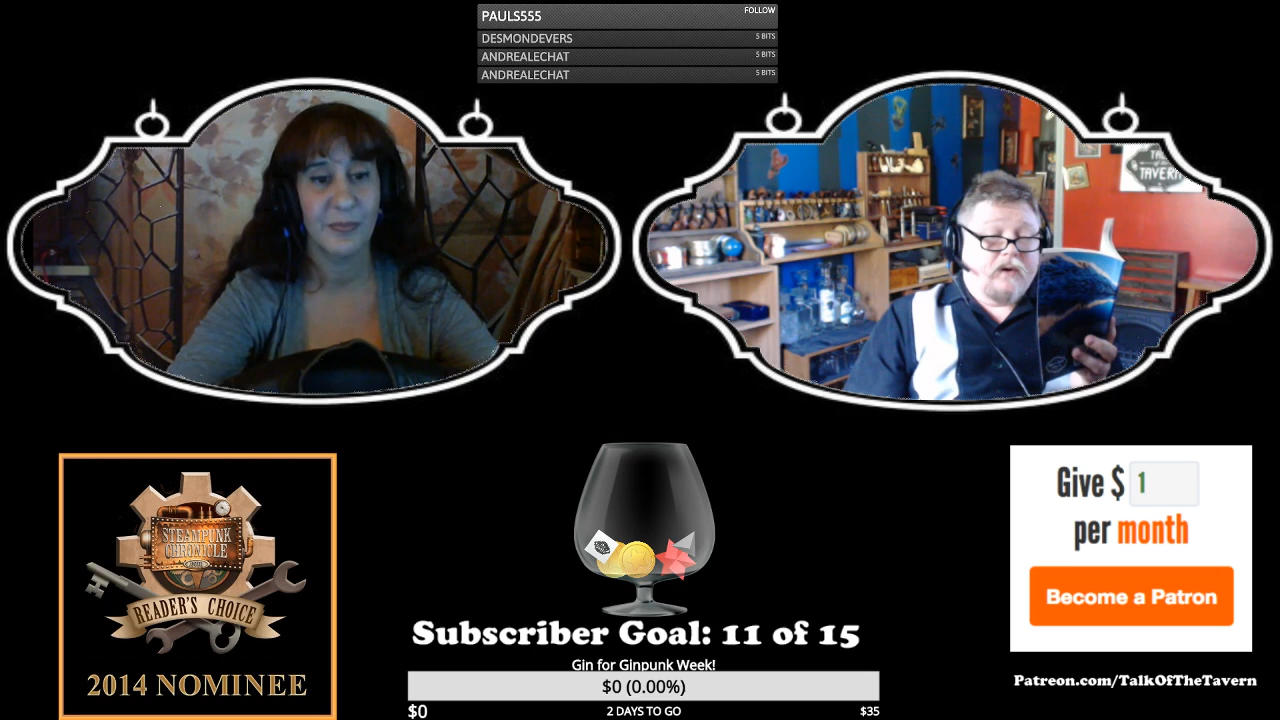 PAULS555 FOLLOW
DESMONDEVERS 5 BITS
ANDREALECHAT 5 BITS
ANDREALECHAT 5 BITS
TAVERN
STEAMPUNK
CHRONICLE
READER'S CHOICE
2014 NOMINEE
Subscriber Goal: 11 of 15
Gin for Ginpunk Week!
$0 (0.00%)
$0 2 DAYS TO GO $35
Give $ 1
per month
Become a Patron
Patreon.com/TalkOfTheTavern